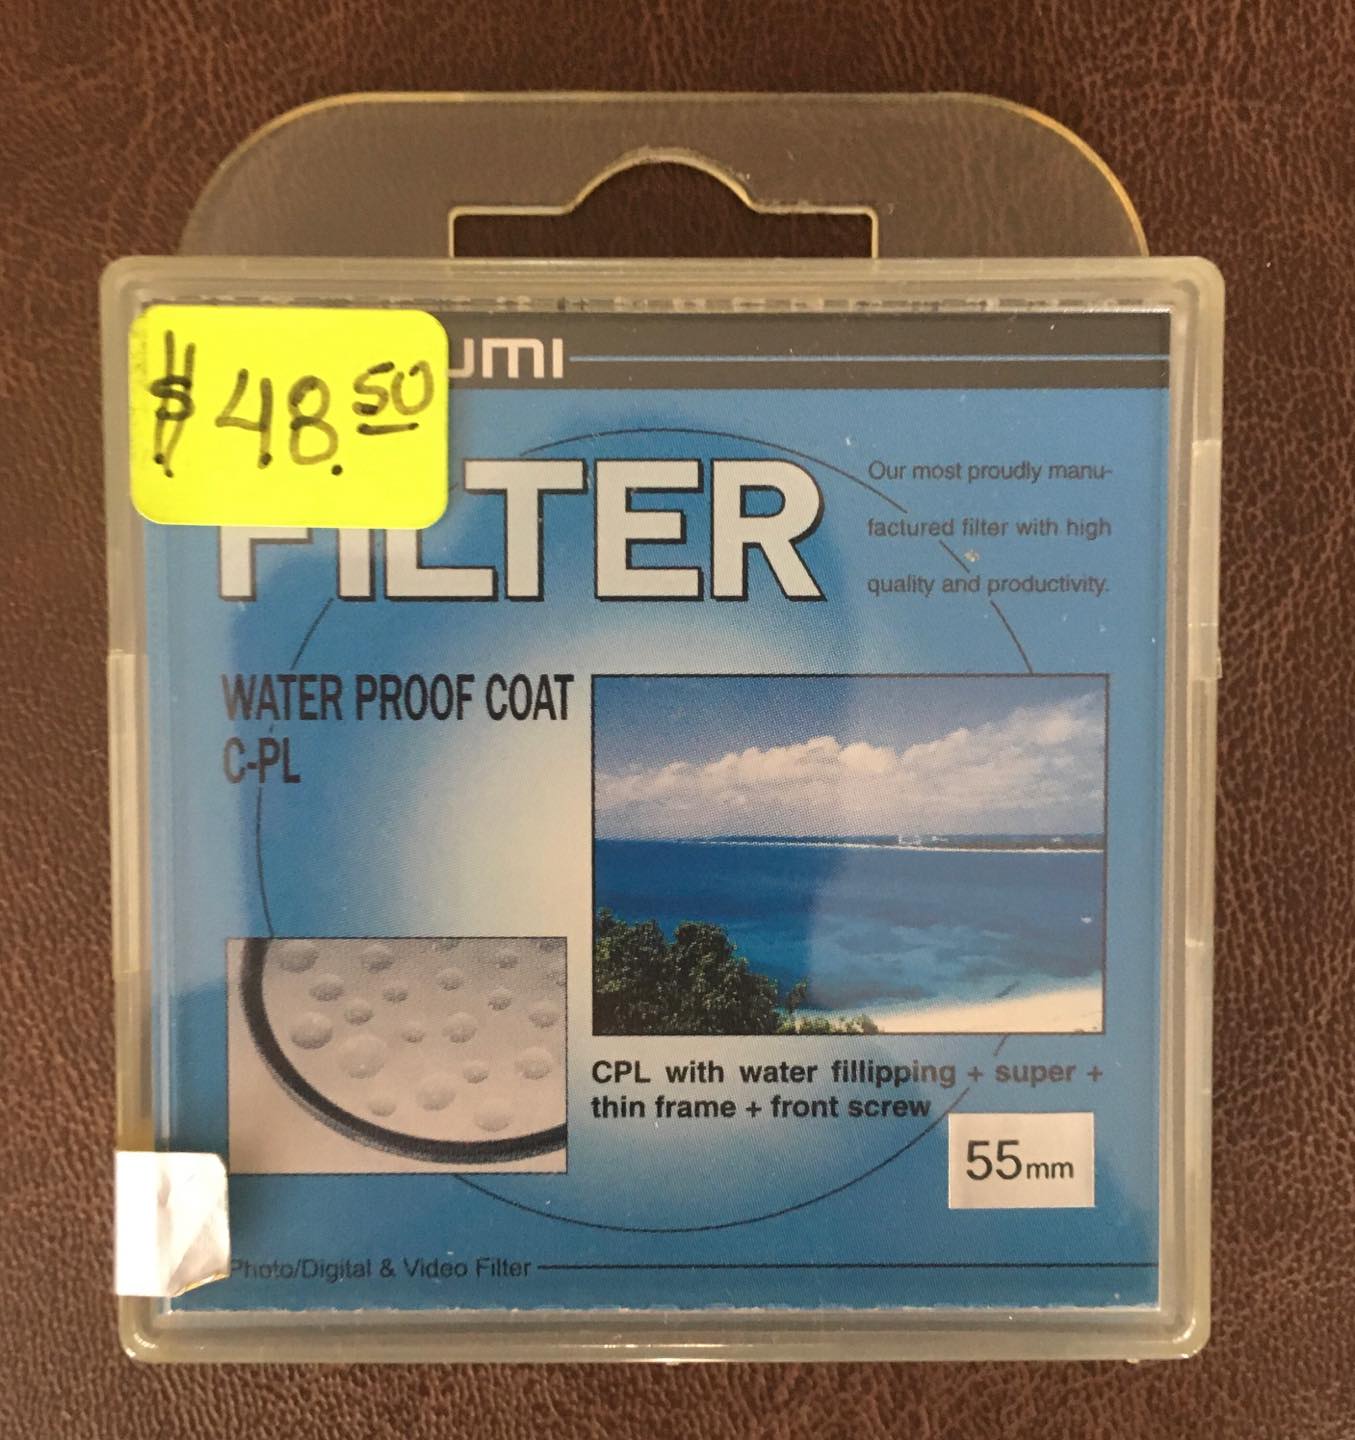 $48.50
umi
FILTER
Our most proudly manu-
factured filter with high
quality and productivity.
WATER PROOF COAT
C-PL
CPL with water fillipping + super +
thin frame + front screw
55mm
Photo/Digital & Video Filter